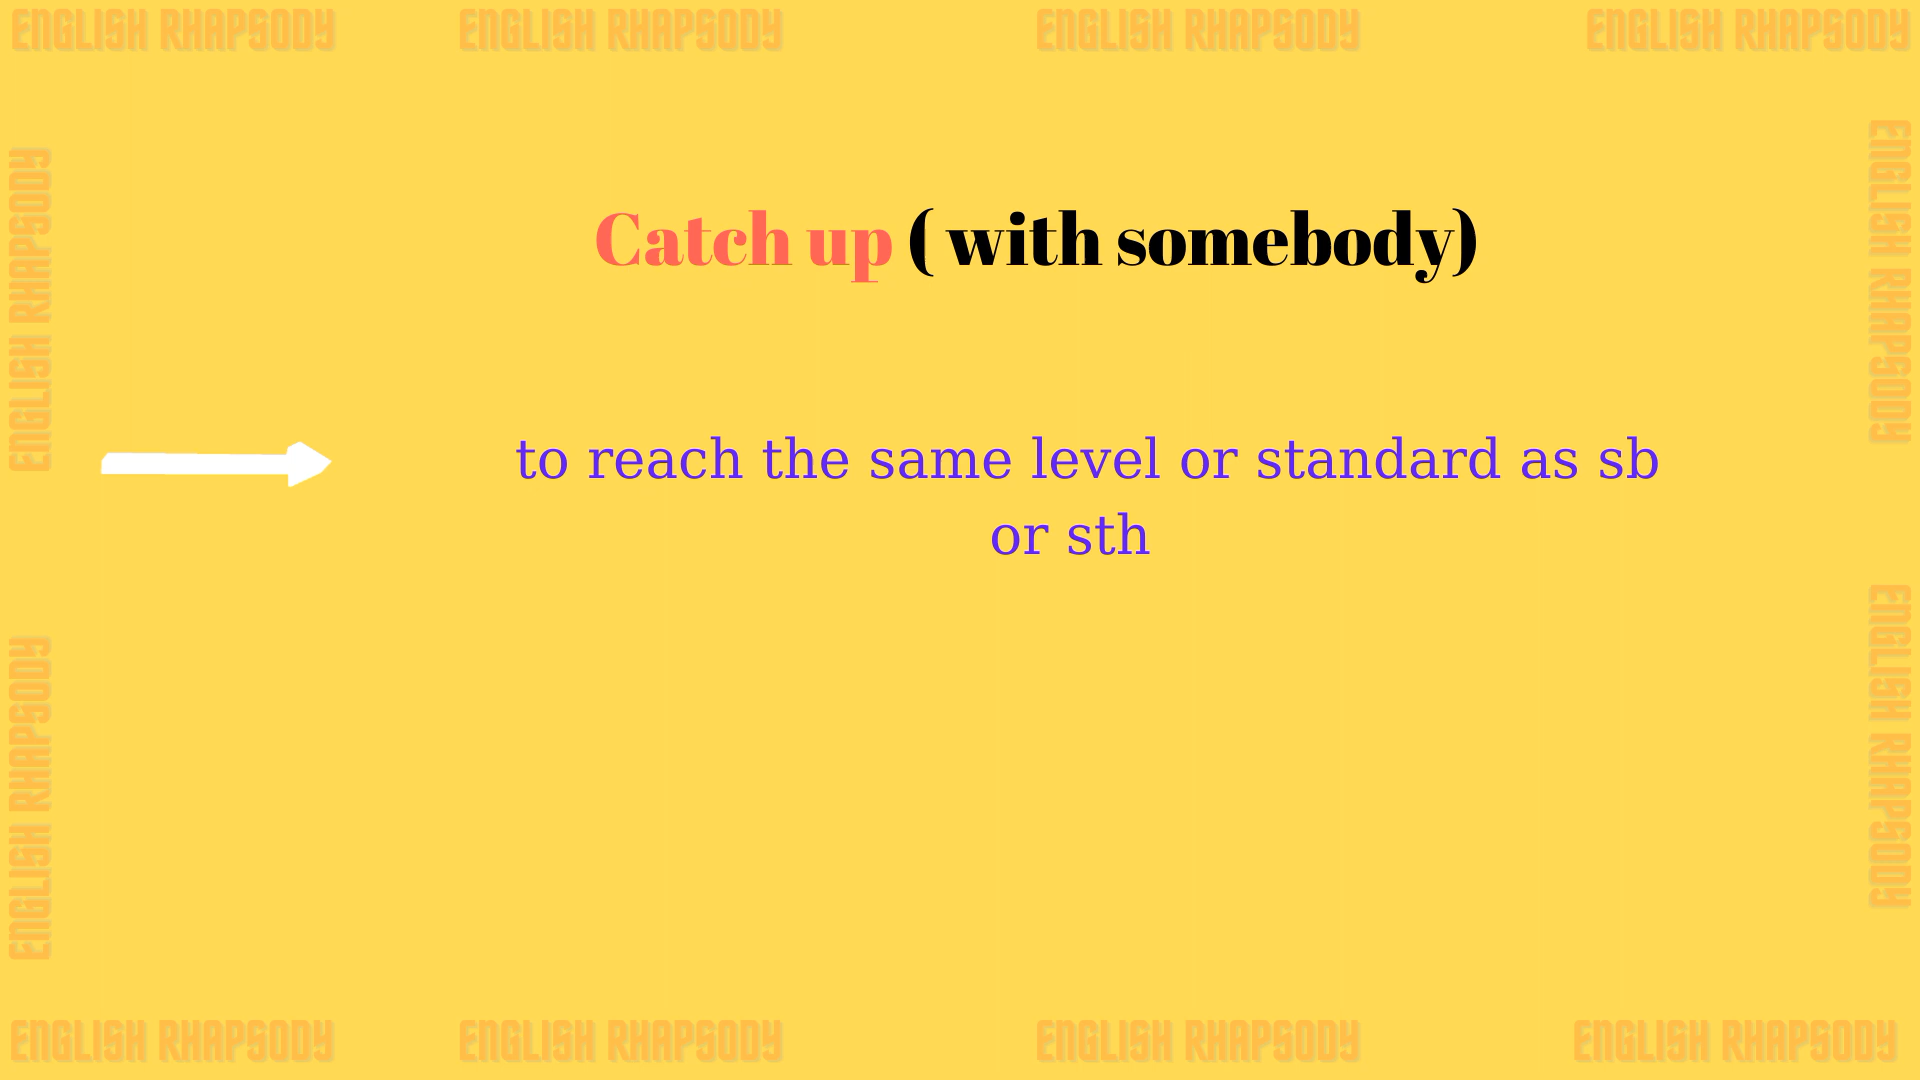 ENGLISH RHAPSODY ENGLISH RHAPSODY ENGLISH RHAPSODY ENGLISH RHAPSODY
ENGLISH RHAPSODY
ENGLISH RHAPSODY
Catch up ( with somebody)
to reach the same level or standard as sb
or sth
ENGLISH RHAPSODY
ENGLISH RHAPSODY
ENGLISH RHAPSODY ENGLISH RHAPSODY ENGLISH RHAPSODY ENGLISH RHAPSODY